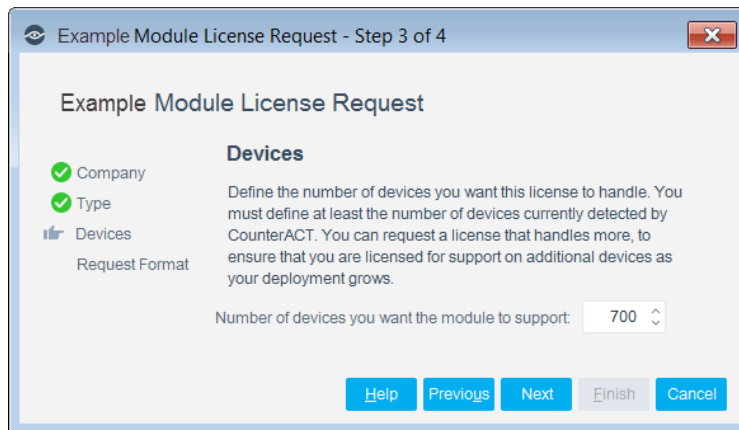 Example Module License Request - Step 3 of 4
Example Module License Request
Company
Type
Devices
Request Format
Devices
Define the number of devices you want this license to handle. You
must define at least the number of devices currently detected by
CounterACT. You can request a license that handles more, to
ensure that you are licensed for support on additional devices as
your deployment grows.
Number of devices you want the module to support: 700
Help Previous Next Finish Cancel